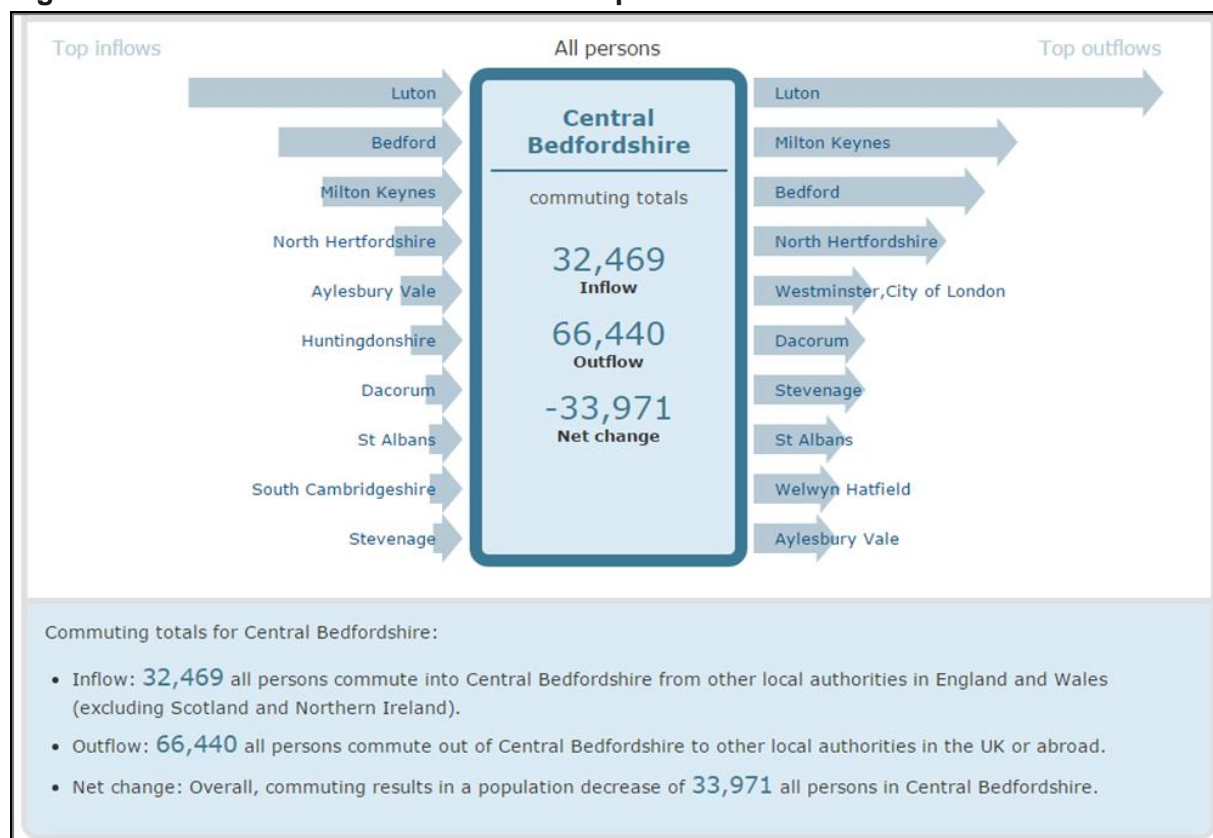 Top inflows
All persons
Top outflows
Luton
Bedford
Milton Keynes
North Hertfordshire
Aylesbury Vale
Huntingdonshire
Dacorum
St Albans
South Cambridgeshire
Stevenage
Central
Bedfordshire
commuting totals
32,469
Inflow
66,440
Outflow
-33,971
Net change
Luton
Milton Keynes
Bedford
North Hertfordshire
Westminster,City of London
Dacorum
Stevenage
St Albans
Welwyn Hatfield
Aylesbury Vale
Commuting totals for Central Bedfordshire:
• Inflow: 32,469 all persons commute into Central Bedfordshire from other local authorities in England and Wales
(excluding Scotland and Northern Ireland).
• Outflow: 66,440 all persons commute out of Central Bedfordshire to other local authorities in the UK or abroad.
• Net change: Overall, commuting results in a population decrease of 33,971 all persons in Central Bedfordshire.